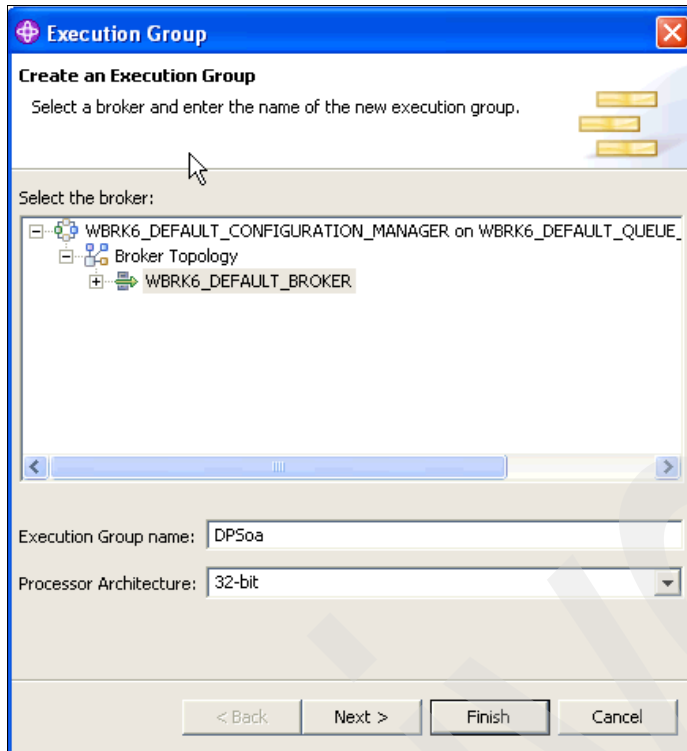 Execution Group
Create an Execution Group
Select a broker and enter the name of the new execution group.
Select the broker:
WBRK6_DEFAULT_CONFIGURATION_MANAGER on WBRK6_DEFAULT_QUEUE_
Broker Topology
WBRK6_DEFAULT_BROKER
Execution Group name: DPSoa
Processor Architecture: 32-bit
< Back Next > Finish Cancel